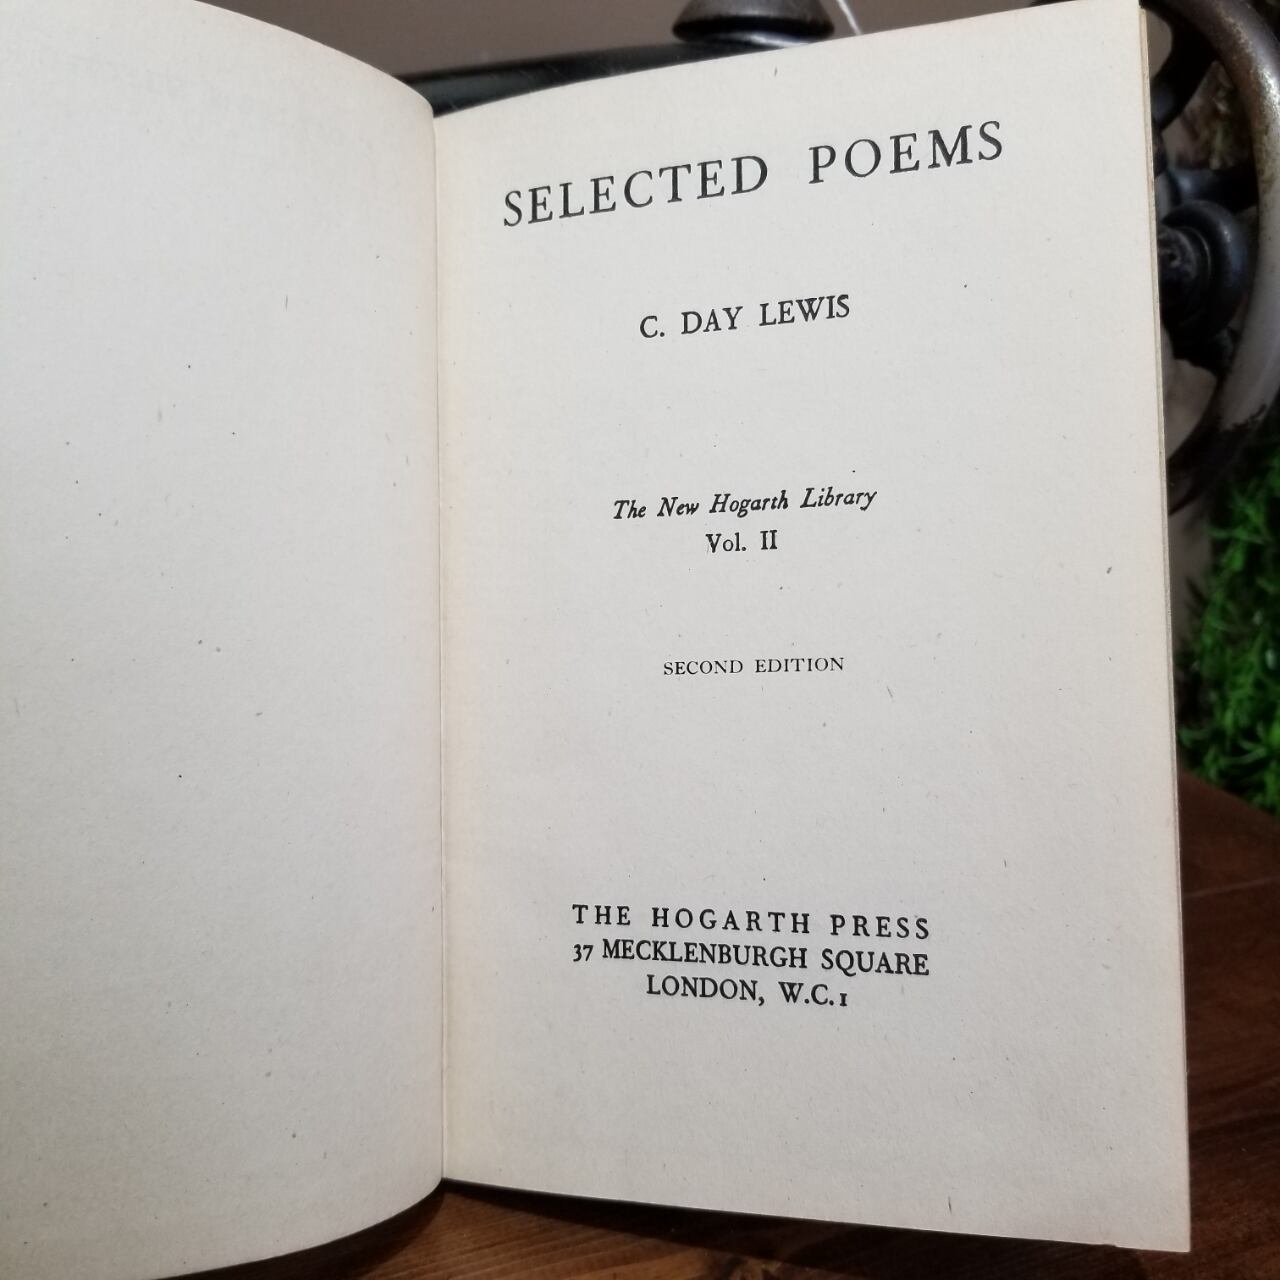 SELECTED POEMS
C. DAY LEWIS
The New Hogarth Library
Vol. II
SECOND EDITION
THE HOGARTH PRESS
37 MECKLENBURGH SQUARE
LONDON, W.C.1